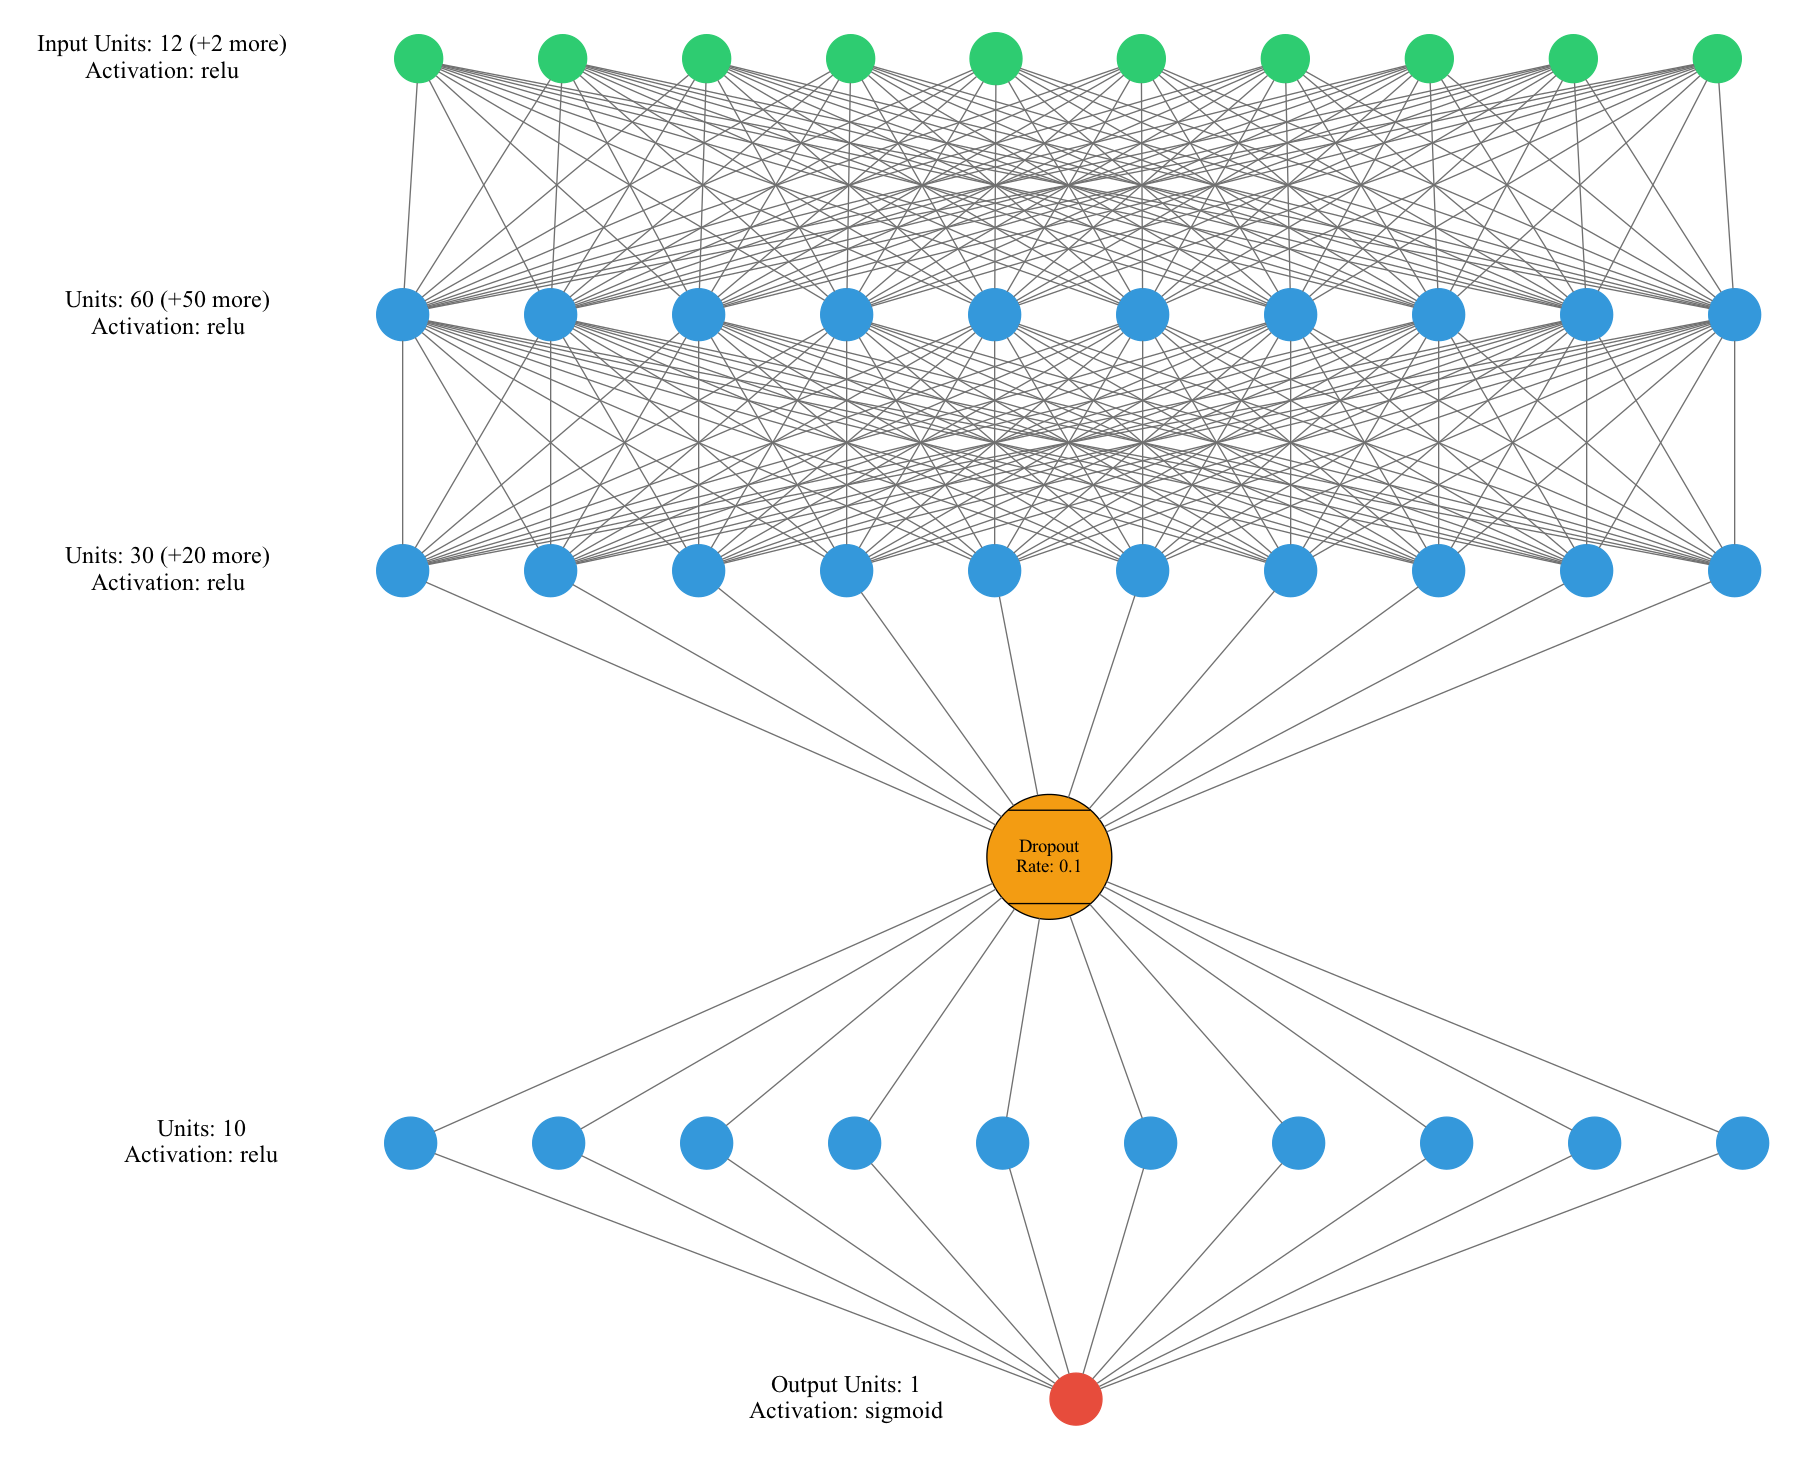 Input Units: 12 (+2 more)
Activation: relu
Units: 60 (+50 more)
Activation: relu
Units: 30 (+20 more)
Activation: relu
Dropout
Rate: 0.1
Units: 10
Activation: relu
Output Units: 1
Activation: sigmoid